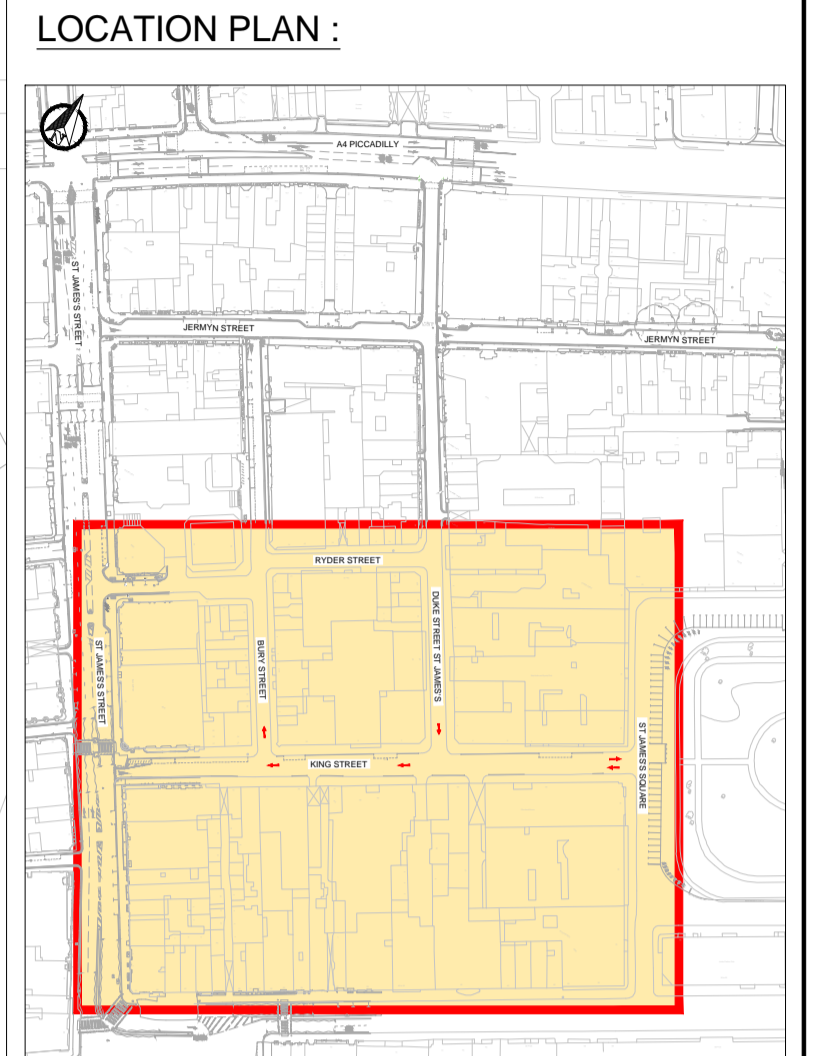 LOCATION PLAN :
A4 PICCADILLY
ST JAMES'S STREET
JERMYN STREET
JERMYN STREET
RYDER STREET
DUKE STREET ST JAMES'S
BURY STREET
ST JAMES'S STREET
ST JAMES'S SQUARE
KING STREET